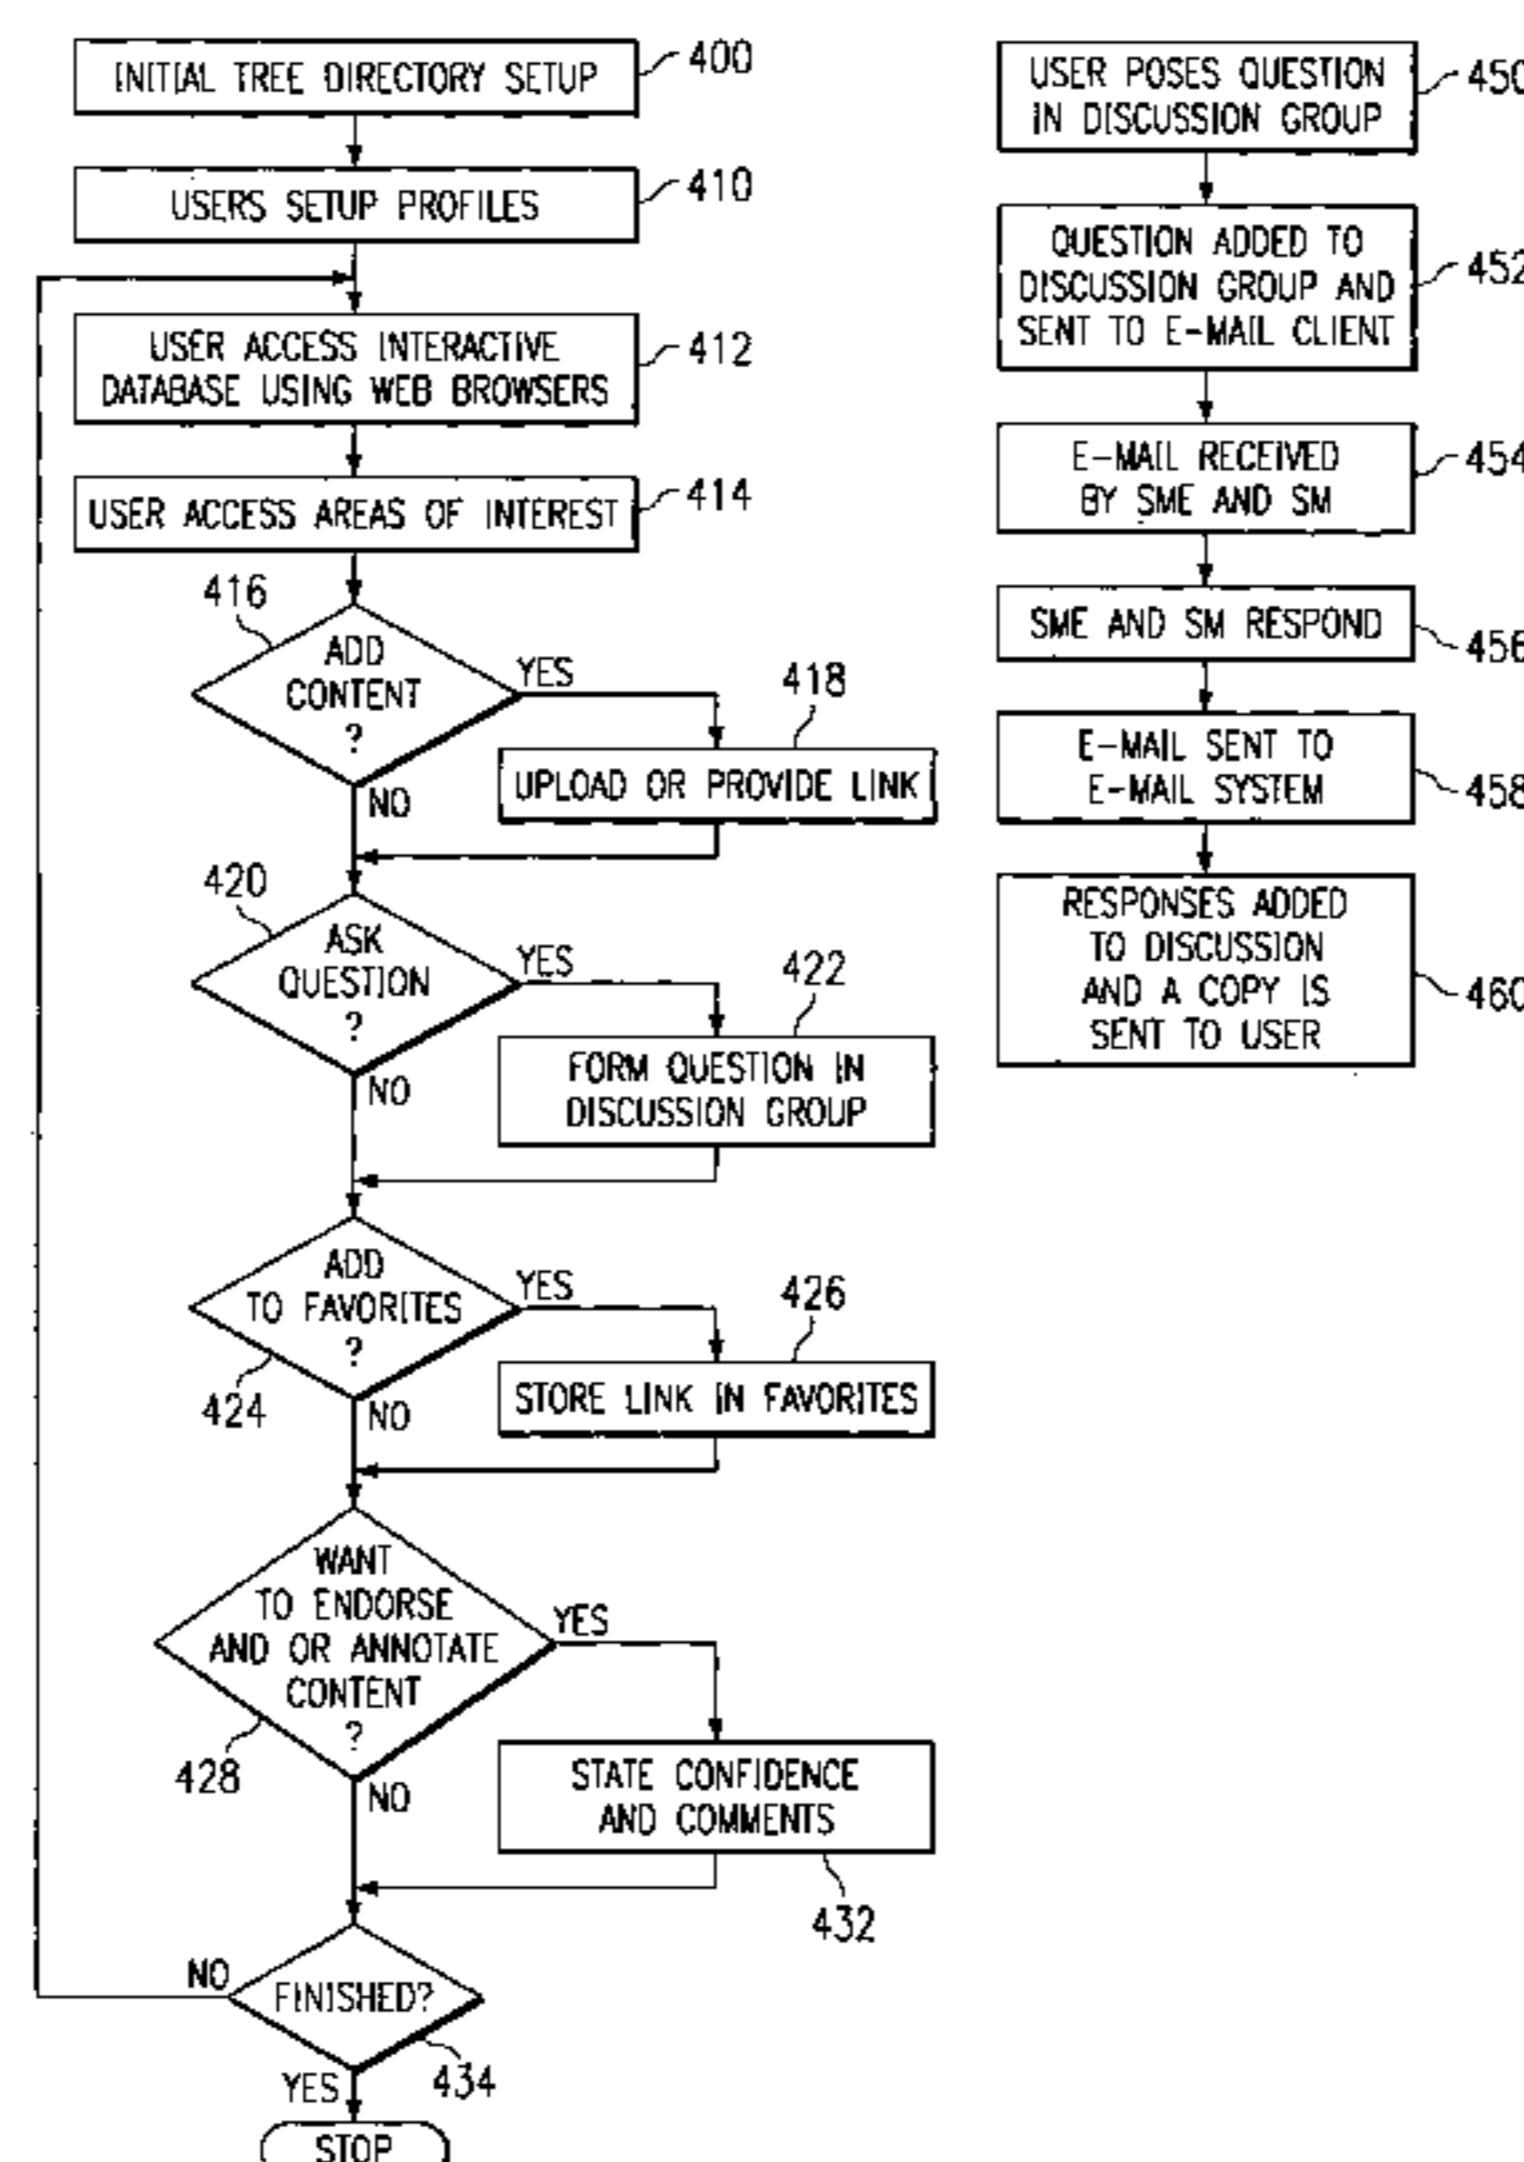 INITIAL TREE DIRECTORY SETUP
400
USERS SETUP PROFILES
410
USER ACCESS INTERACTIVE
DATABASE USING WEB BROWSERS
412
USER ACCESS AREAS OF INTEREST
414
416
ADD
CONTENT
?
YES
NO
418
UPLOAD OR PROVIDE LINK
420
ASK
QUESTION
?
YES
NO
422
FORM QUESTION IN
DISCUSSION GROUP
ADD
TO FAVORITES
?
YES
NO
424
426
STORE LINK IN FAVORITES
WANT
TO ENDORSE
AND OR ANNOTATE
CONTENT
?
YES
NO
428
STATE CONFIDENCE
AND COMMENTS
432
NO
FINISHED?
434
YES
STOP
USER POSES QUESTION
IN DISCUSSION GROUP
450
QUESTION ADDED TO
DISCUSSION GROUP AND
SENT TO E-MAIL CLIENT
452
E-MAIL RECEIVED
BY SME AND SM
454
SME AND SM RESPOND
456
E-MAIL SENT TO
E-MAIL SYSTEM
458
RESPONSES ADDED
TO DISCUSSION
AND A COPY IS
SENT TO USER
460